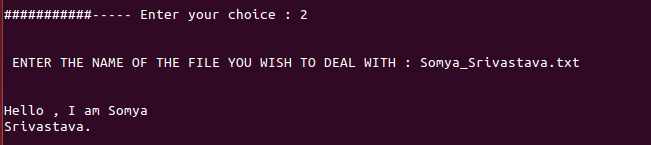 ###########----- Enter your choice : 2
ENTER THE NAME OF THE FILE YOU WISH TO DEAL WITH : Somya_Srivastava.txt
Hello , I am Somya
Srivastava.